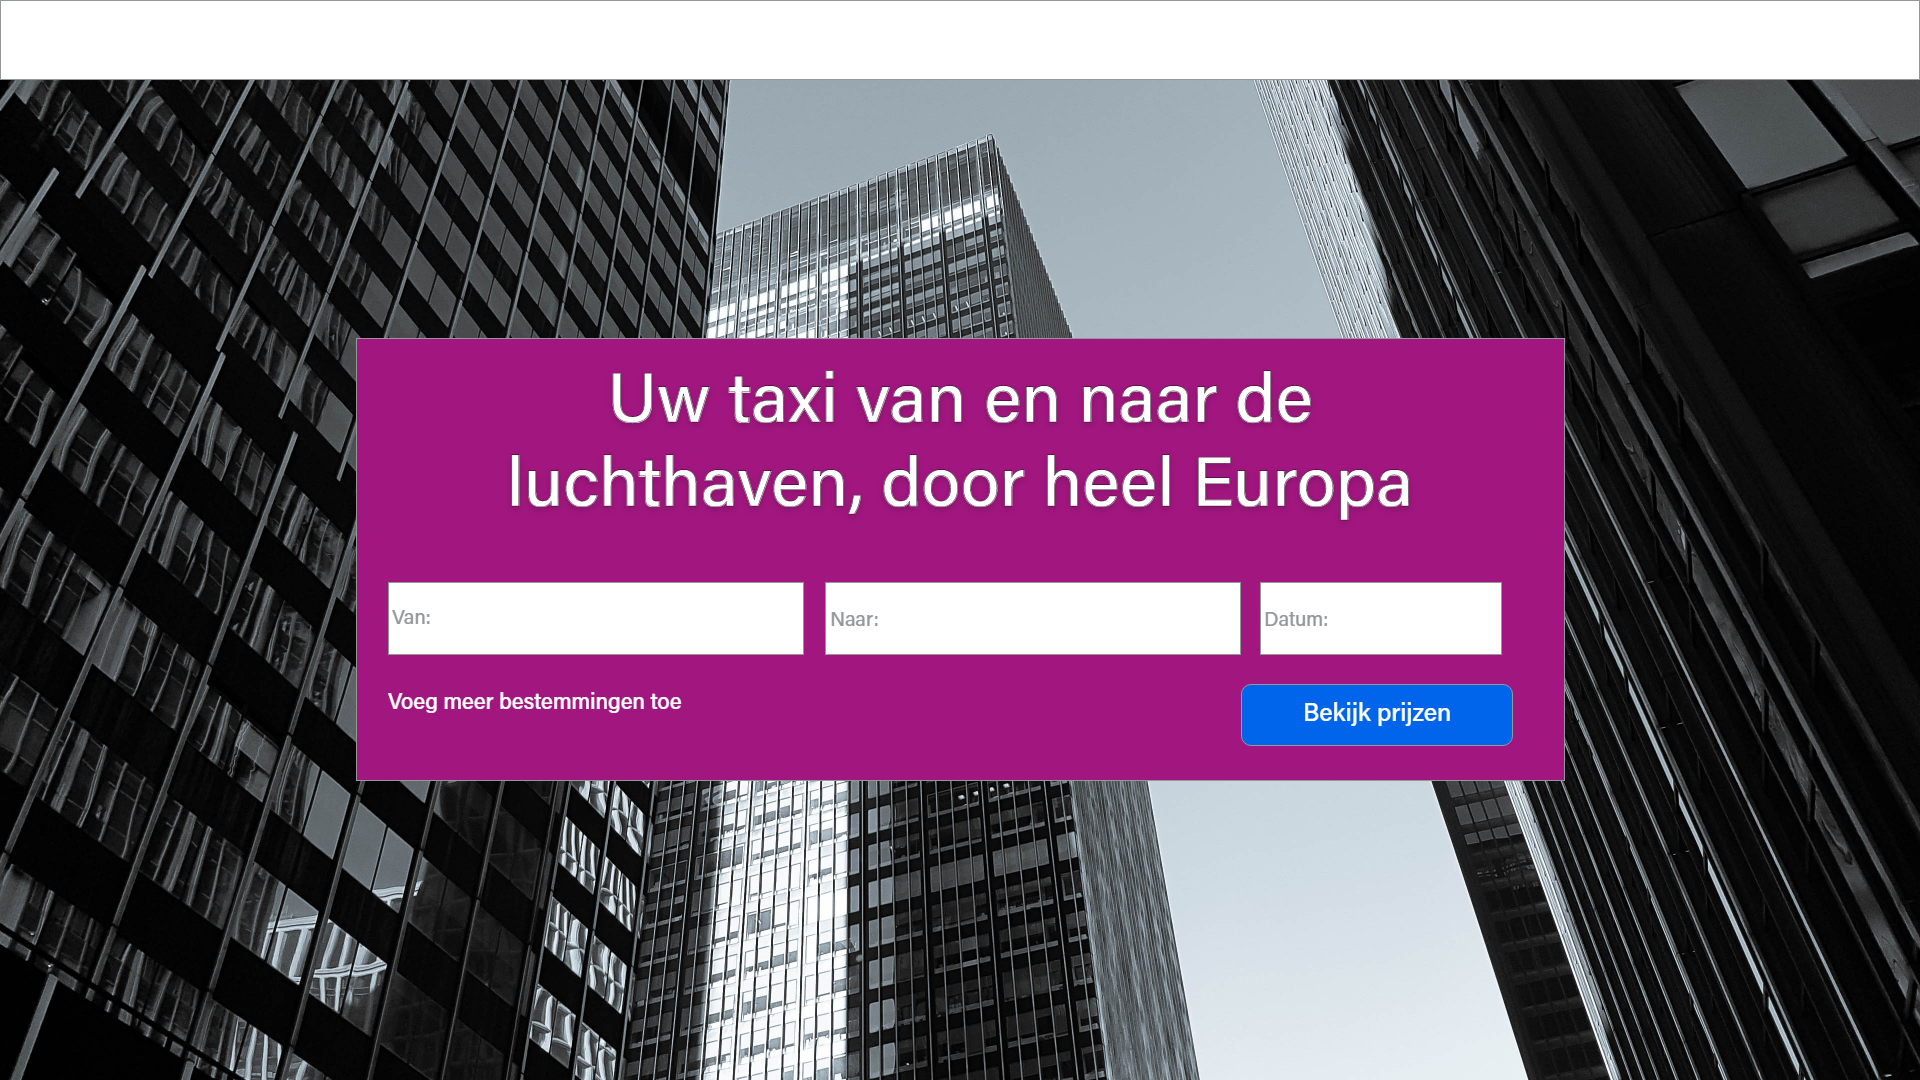 Uw taxi van en naar de
luchthaven, door heel Europa
Van:
Naar:
Datum:
Voeg meer bestemmingen toe
Bekijk prijzen